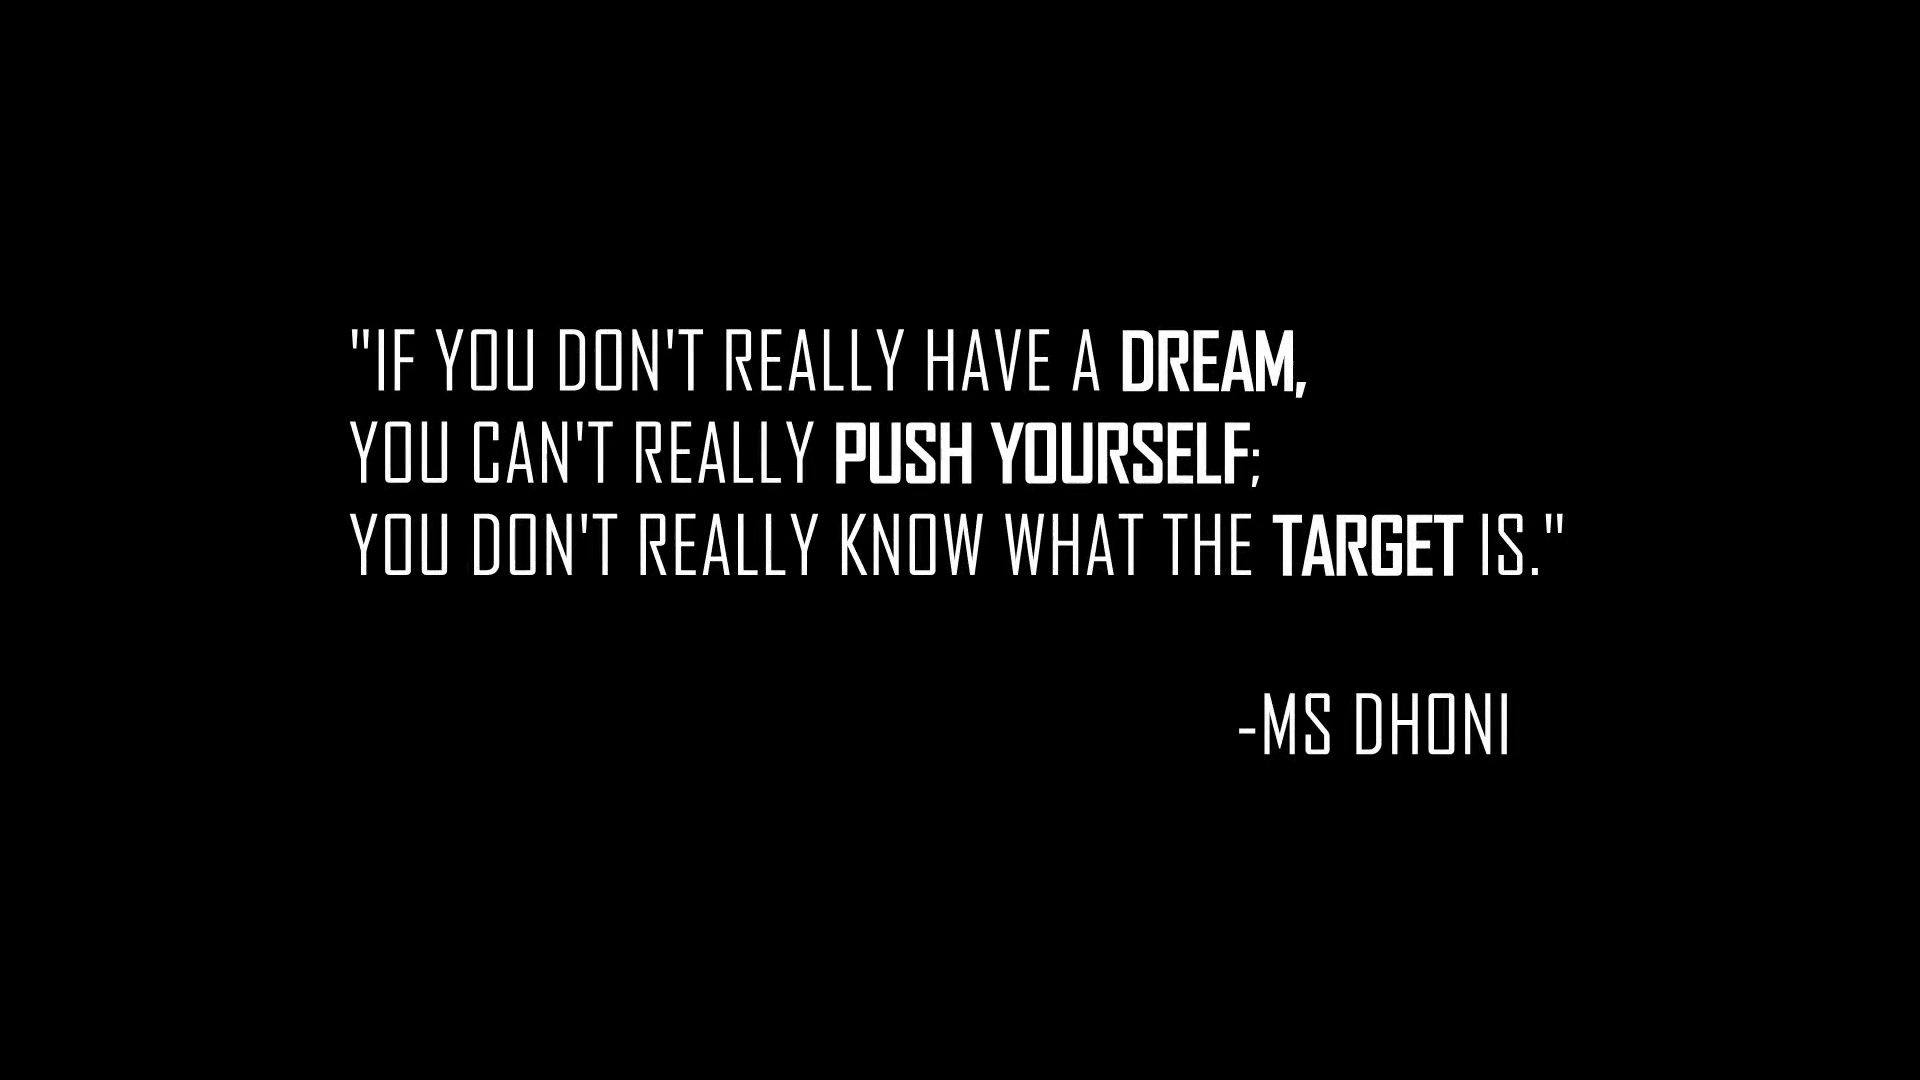 "IF YOU DON'T REALLY HAVE A DREAM,
YOU CAN'T REALLY PUSH YOURSELF;
YOU DON'T REALLY KNOW WHAT THE TARGET IS."
-MS DHONI